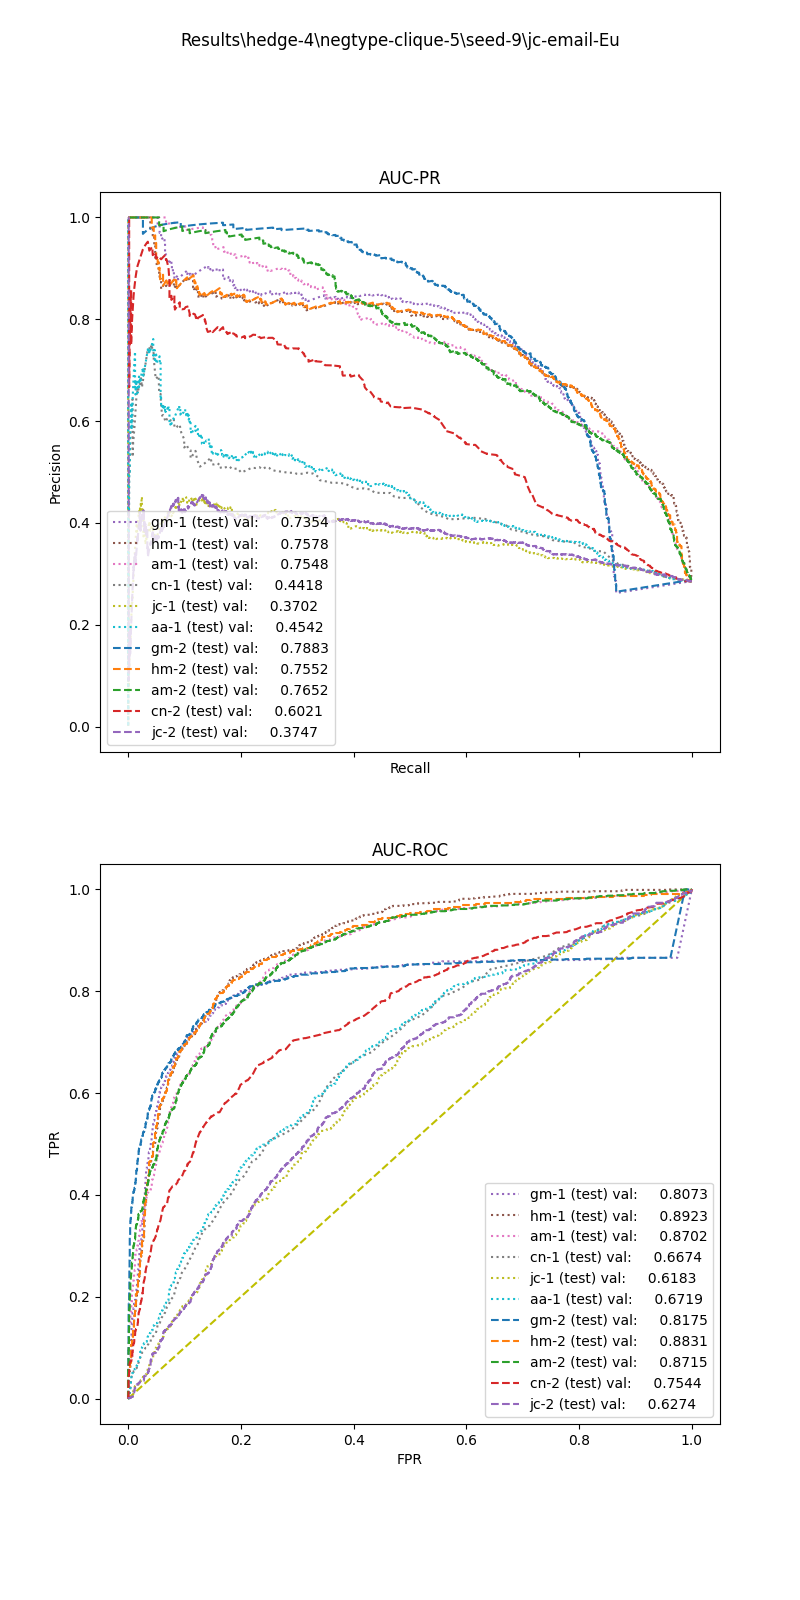 Results\hedge-4\negtype-clique-5\seed-9\jc-email-Eu
AUC-PR
1.0
0.8
0.6
0.4
0.2
0.0
Precision
gm-1 (test) val: 0.7354
hm-1 (test) val: 0.7578
am-1 (test) val: 0.7548
cn-1 (test) val: 0.4418
jc-1 (test) val: 0.3702
aa-1 (test) val: 0.4542
gm-2 (test) val: 0.7883
hm-2 (test) val: 0.7552
am-2 (test) val: 0.7652
cn-2 (test) val: 0.6021
jc-2 (test) val: 0.3747
Recall
AUC-ROC
1.0
0.8
0.6
0.4
0.2
0.0
TPR
gm-1 (test) val: 0.8073
hm-1 (test) val: 0.8923
am-1 (test) val: 0.8702
cn-1 (test) val: 0.6674
jc-1 (test) val: 0.6183
aa-1 (test) val: 0.6719
gm-2 (test) val: 0.8175
hm-2 (test) val: 0.8831
am-2 (test) val: 0.8715
cn-2 (test) val: 0.7544
jc-2 (test) val: 0.6274
0.0 0.2 0.4 0.6 0.8 1.0
FPR